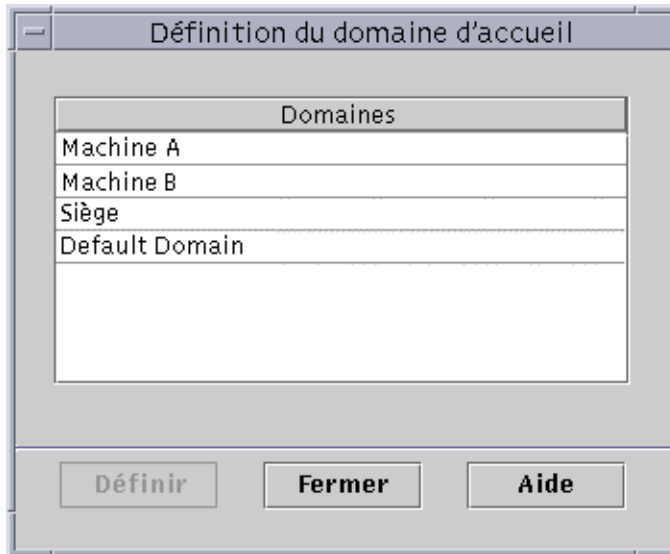 Définition du domaine d'accueil
Domaines
Machine A
Machine B
Siège
Default Domain
Définir
Fermer
Aide